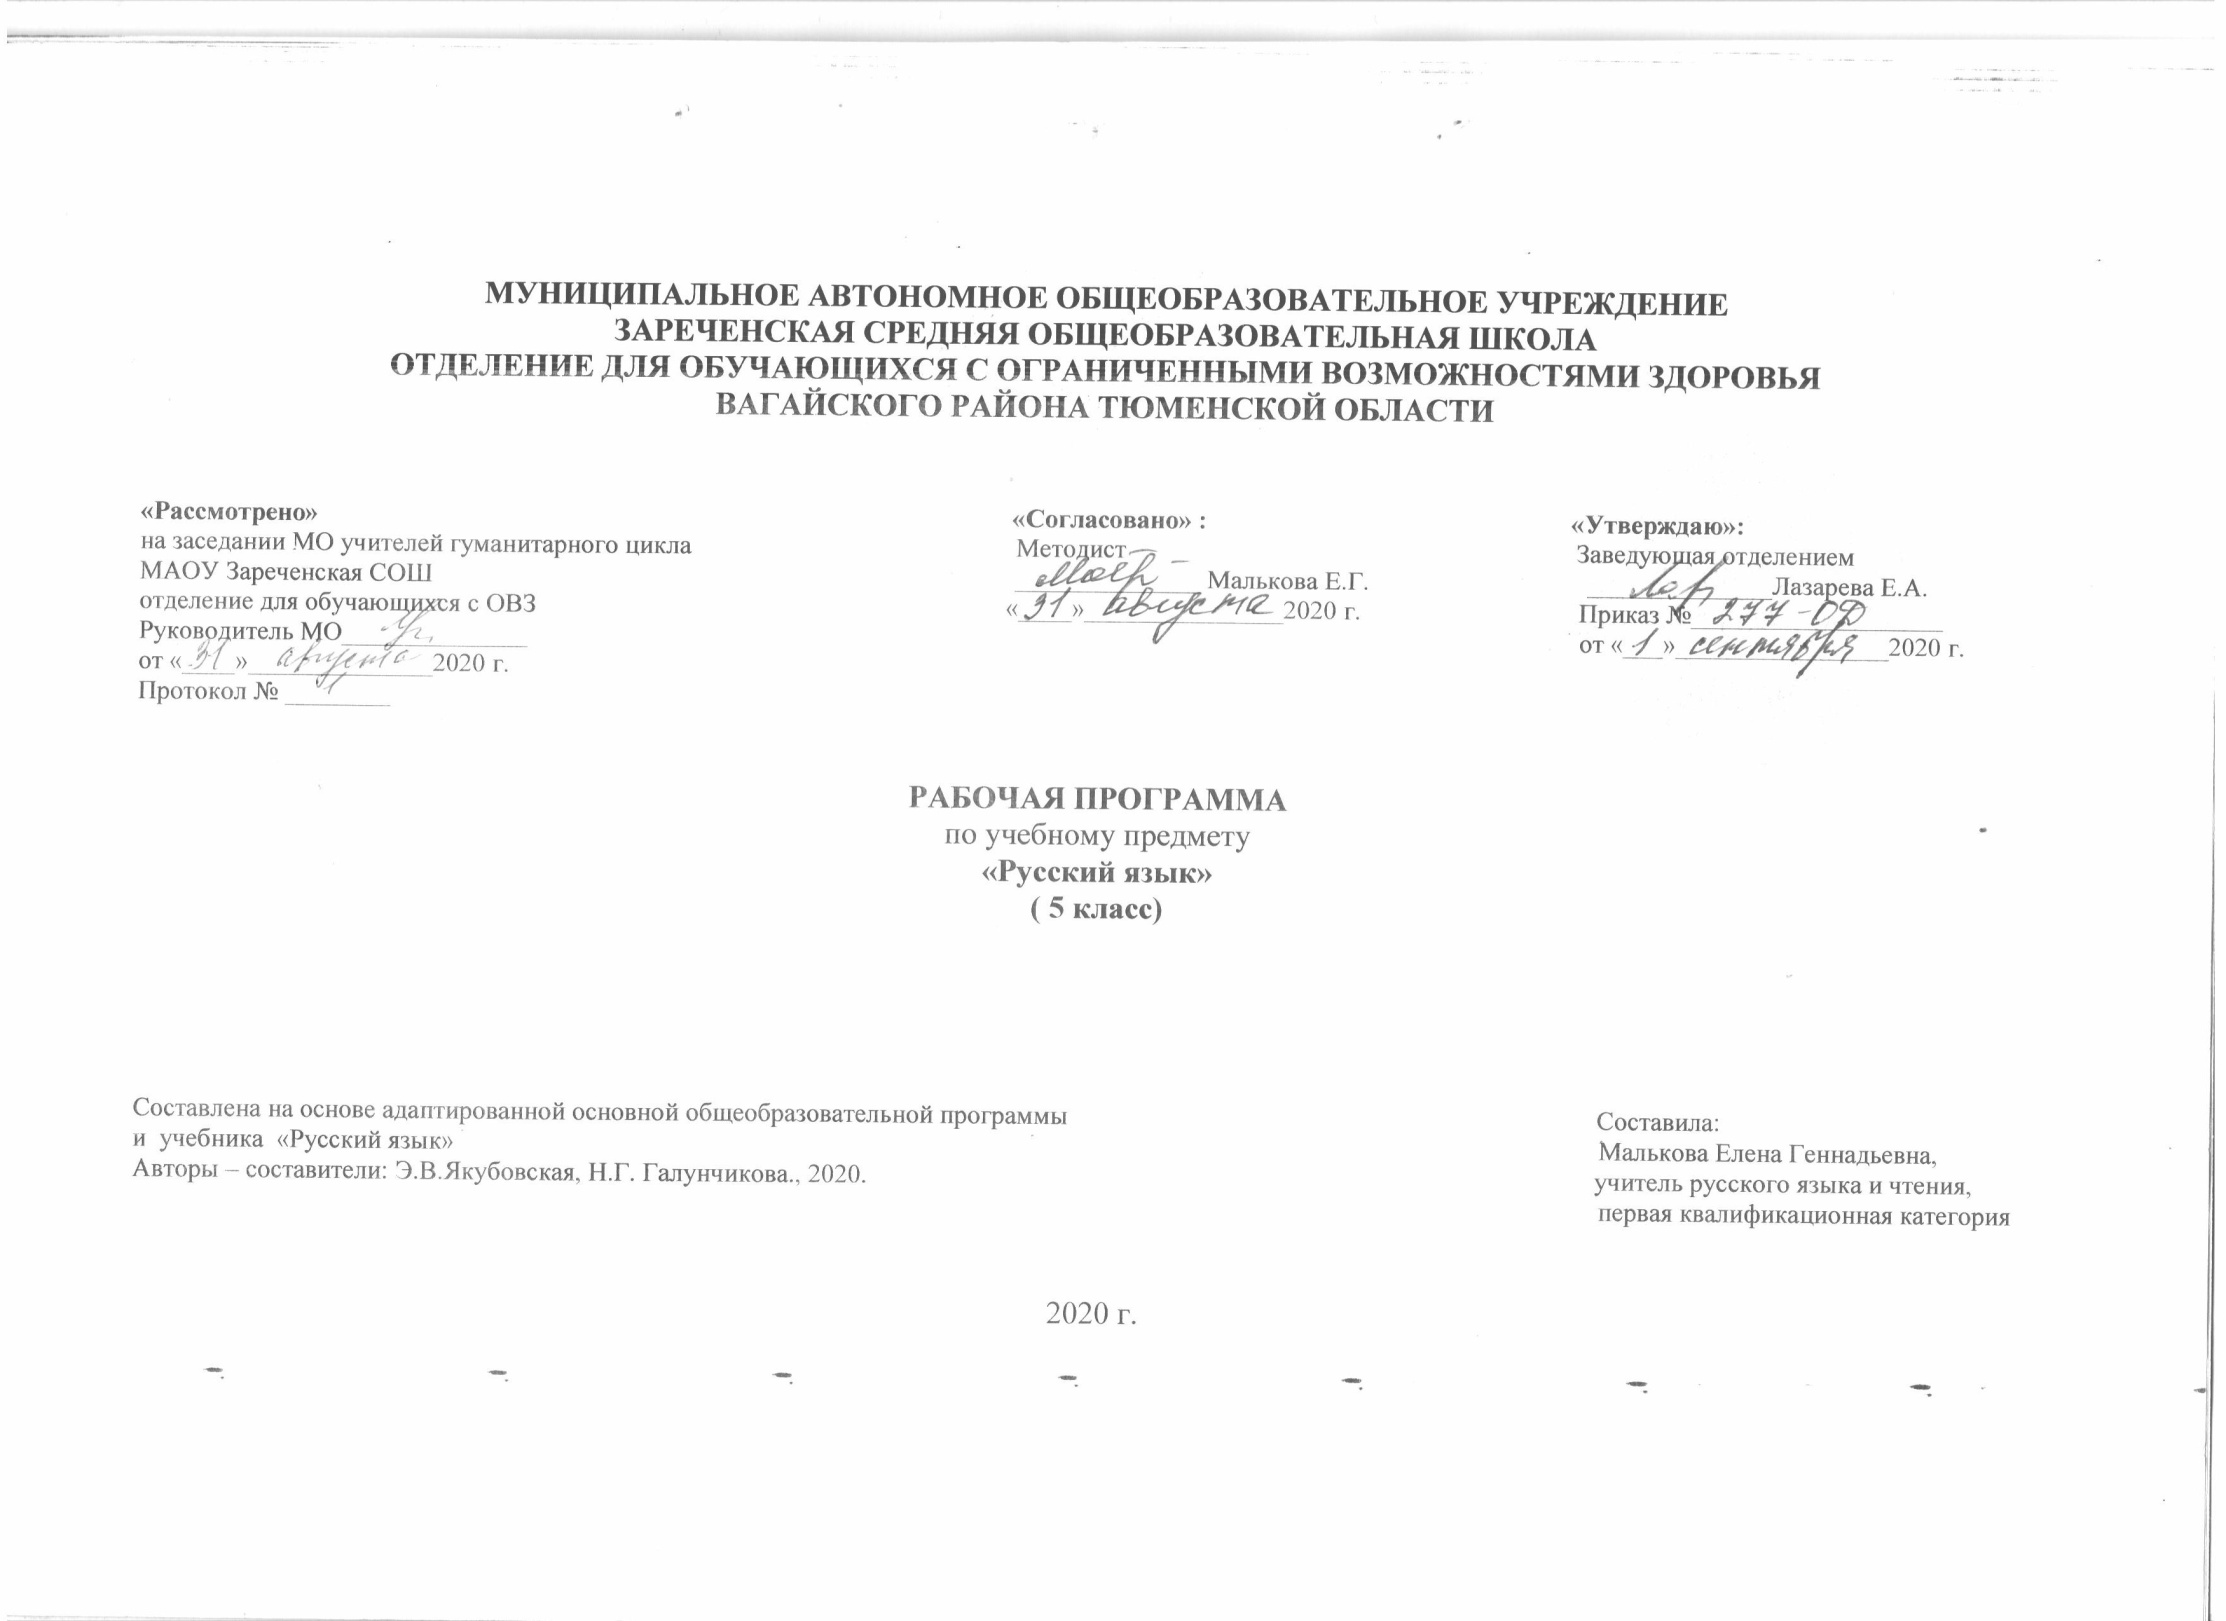 МУНИЦИПАЛЬНОЕ АВТОНОМНОЕ ОБЩЕОБРАЗОВАТЕЛЬНОЕ УЧРЕЖДЕНИЕ
ЗАРЕЧЕНСКАЯ СРЕДНЯЯ ОБЩЕОБРАЗОВАТЕЛЬНАЯ ШКОЛА
ОТДЕЛЕНИЕ ДЛЯ ОБУЧАЮЩИХСЯ С ОГРАНИЧЕННЫМИ ВОЗМОЖНОСТЯМИ ЗДОРОВЬЯ
ВАГАЙСКОГО РАЙОНА ТЮМЕНСКОЙ ОБЛАСТИ
«Рассмотрено»
на заседании МО учителей гуманитарного цикла
МАОУ Зареченская СОШ
отделение для обучающихся с ОВЗ
Руководитель МО
от «31» августа 2020 г.
Протокол № 1
«Согласовано» :
Методист
Малькова Е.Г.
«31» августа 2020 г.
«Утверждаю»:
Заведующая отделением
Лазарева Е.А.
Приказ № 277-ОД
от «1» сентября 2020 г.
РАБОЧАЯ ПРОГРАММА
по учебному предмету
«Русский язык»
( 5 класс)
Составлена на основе адаптированной основной общеобразовательной программы
и учебника «Русский язык»
Авторы – составители: Э.В.Якубовская, Н.Г. Галунчикова., 2020.
Составила:
Малькова Елена Геннадьевна,
учитель русского языка и чтения,
первая квалификационная категория
2020 г.